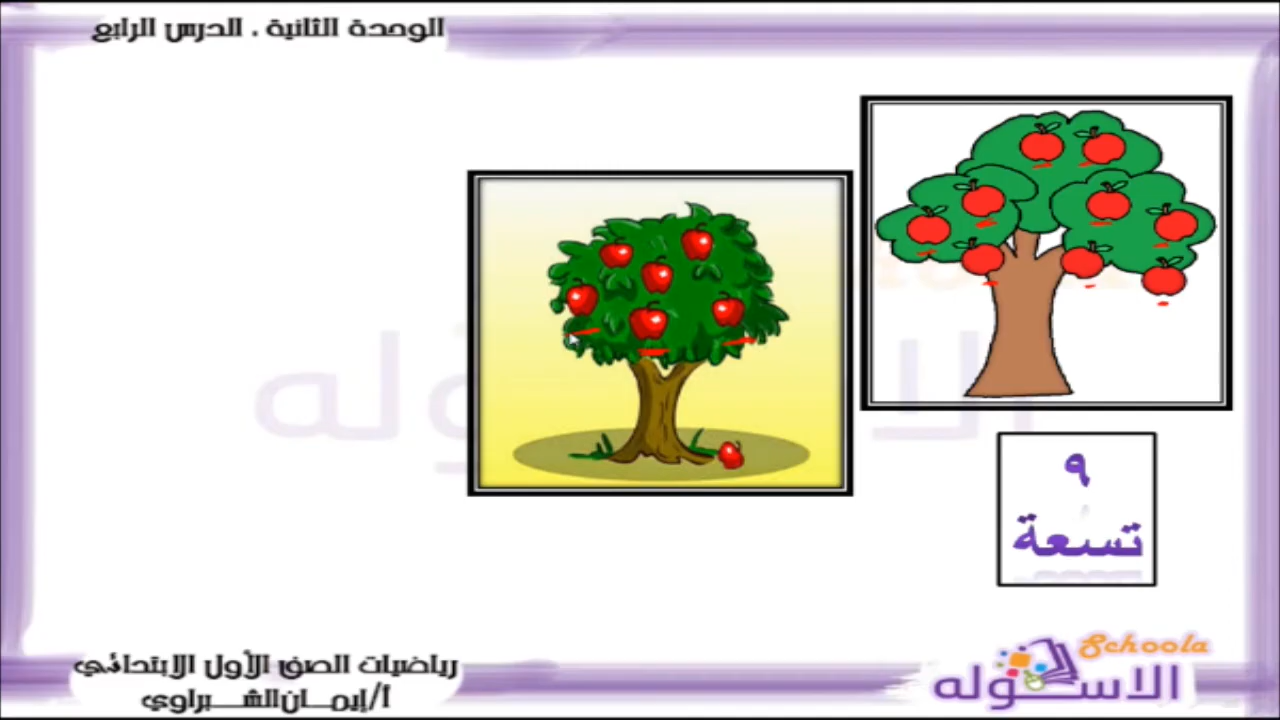 الوحدة الثانية . الدرس الرابع
٩
تسعة
رياضيات الصف الأول الابتدائي
أ/إيمان الشبراوي
Schoola
الاسكوله